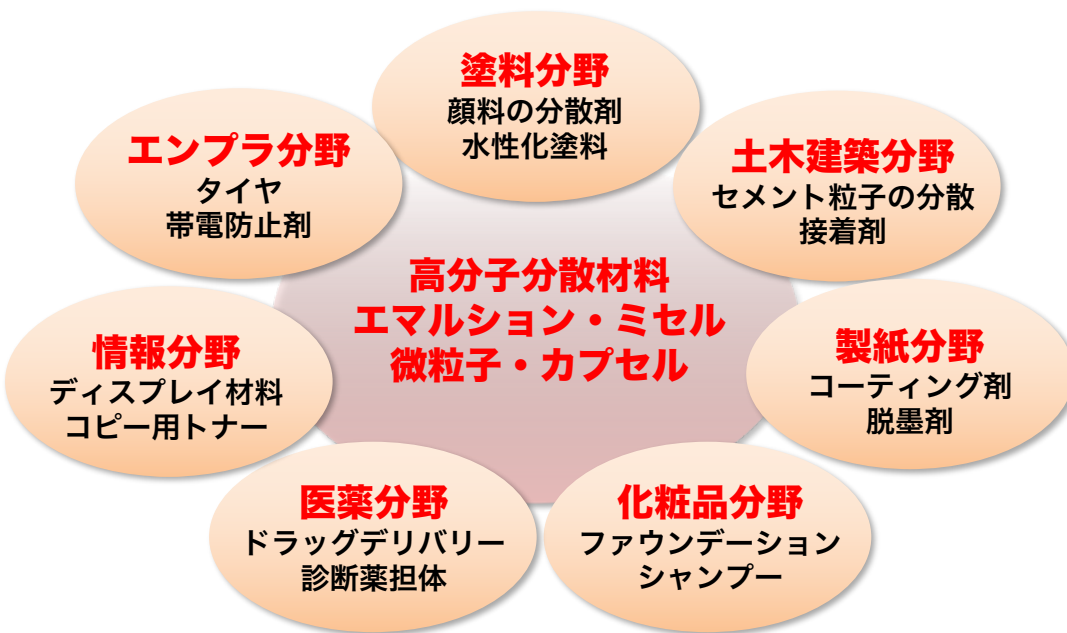 塗料分野
顔料の分散剤
水性化塗料
エンプラ分野
タイヤ
帯電防止剤
土木建築分野
セメント粒子の分散
接着剤
高分子分散材料
エマルション・ミセル
微粒子・カプセル
情報分野
ディスプレイ材料
コピー用トナー
製紙分野
コーティング剤
脱墨剤
医薬分野
ドラッグデリバリー
診断薬担体
化粧品分野
ファウンデーション
シャンプー